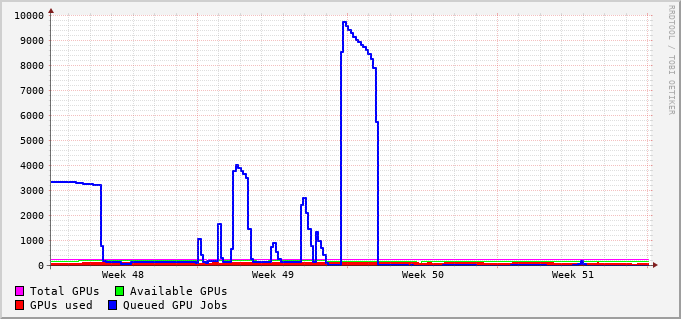 10000
9000
8000
7000
6000
5000
4000
3000
2000
1000
0
Week 48 Week 49 Week 50 Week 51
Total GPUs Available GPUs
GPUs used Queued GPU Jobs
RRDTOOL / TOBI OETIKER